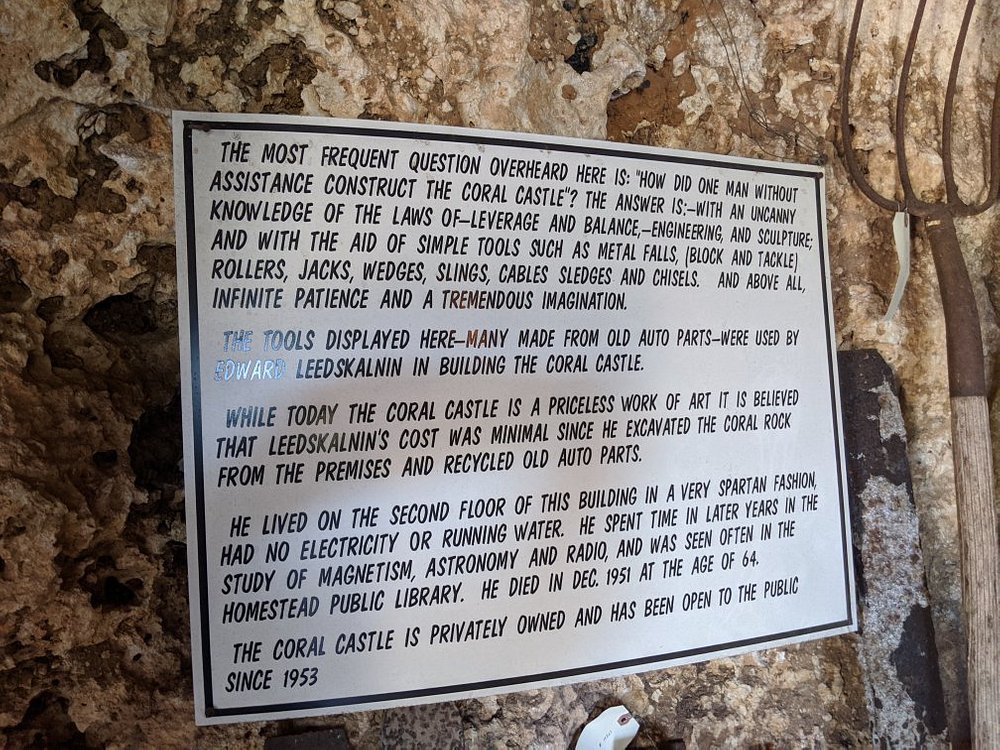 THE MOST FREQUENT QUESTION OVERHEARD HERE IS: "HOW DID ONE MAN WITHOUT
ASSISTANCE CONSTRUCT THE CORAL CASTLE"? THE ANSWER IS:—WITH AN UNCANNY
KNOWLEDGE OF THE LAWS OF—LEVERAGE AND BALANCE,—ENGINEERING, AND SCULPTURE;
AND WITH THE AID OF SIMPLE TOOLS SUCH AS METAL FALLS, (BLOCK AND TACKLE)
ROLLERS, JACKS, WEDGES, SLINGS, CABLES SLEDGES AND CHISELS. AND ABOVE ALL,
INFINITE PATIENCE AND A TREMENDOUS IMAGINATION.
THE TOOLS DISPLAYED HERE—MANY MADE FROM OLD AUTO PARTS—WERE USED BY
EDWARD LEEDSKALNIN IN BUILDING THE CORAL CASTLE.
WHILE TODAY THE CORAL CASTLE IS A PRICELESS WORK OF ART IT IS BELIEVED
THAT LEEDSKALNIN'S COST WAS MINIMAL SINCE HE EXCAVATED THE CORAL ROCK
FROM THE PREMISES AND RECYCLED OLD AUTO PARTS.
HE LIVED ON THE SECOND FLOOR OF THIS BUILDING IN A VERY SPARTAN FASHION,
HAD NO ELECTRICITY OR RUNNING WATER. HE SPENT TIME IN LATER YEARS IN THE
STUDY OF MAGNETISM, ASTRONOMY AND RADIO, AND WAS SEEN OFTEN IN THE
HOMESTEAD PUBLIC LIBRARY. HE DIED IN DEC. 1951 AT THE AGE OF 64.
THE CORAL CASTLE IS PRIVATELY OWNED AND HAS BEEN OPEN TO THE PUBLIC
SINCE 1953